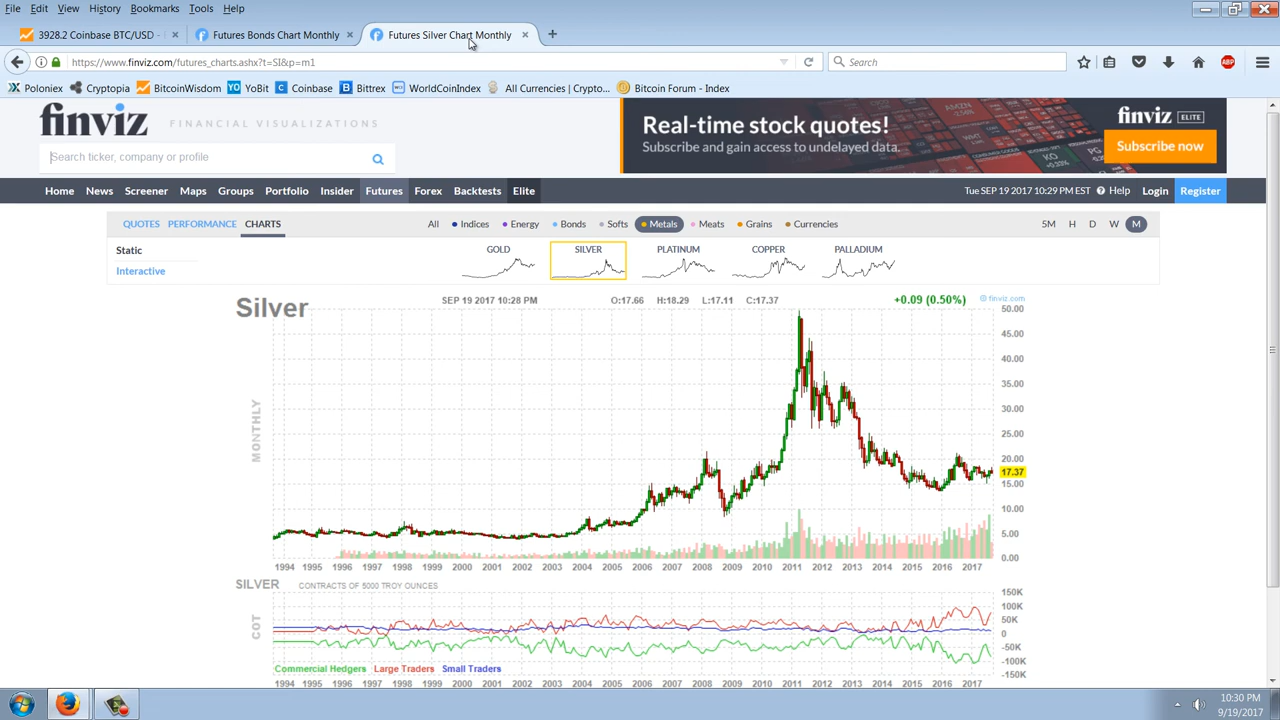 File Edit View History Bookmarks Tools Help
3928.2 Coinbase BTC/USD - × Futures Bonds Chart Monthly × Futures Silver Chart Monthly ×
https://www.finviz.com/futures_charts.ashx?t=SI&p=m1 Search ABP
Poloniex Cryptopia BitcoinWisdom YO YoBit Coinbase B Bittrex WorldCoinIndex All Currencies | Crypto... Bitcoin Forum - Index
finviz FINANCIAL VISUALIZATIONS
Real-time stock quotes!
Subscribe and gain access to undelayed data.
finviz ELITE
Subscribe now
AMZN
KO
Search ticker, company or profile
Home News Screener Maps Groups Portfolio Insider Futures Forex Backtests Elite Tue SEP 19 2017 10:29 PM EST ? Help Login Register
QUOTES PERFORMANCE CHARTS All Indices Energy Bonds Softs Metals Meats Grains Currencies 5M H D W M
Static
Interactive
GOLD SILVER PLATINUM COPPER PALLADIUM
Silver SEP 19 2017 10:28 PM O:17.66 H:18.29 L:17.11 C:17.37 +0.09 (0.50%) © finviz.com
50.00
45.00
40.00
35.00
30.00
25.00
20.00
17.37
15.00
10.00
5.00
0.00
MONTHLY
1994 1995 1996 1997 1998 1999 2000 2001 2002 2003 2004 2005 2006 2007 2008 2009 2010 2011 2012 2013 2014 2015 2016 2017
SILVER CONTRACTS OF 5000 TROY OUNCES
150K
100K
50K
0
-50K
-100K
-150K
COT
Commercial Hedgers Large Traders Small Traders
1994 1995 1996 1997 1998 1999 2000 2001 2002 2003 2004 2005 2006 2007 2008 2009 2010 2011 2012 2013 2014 2015 2016 2017
10:30 PM
9/19/2017